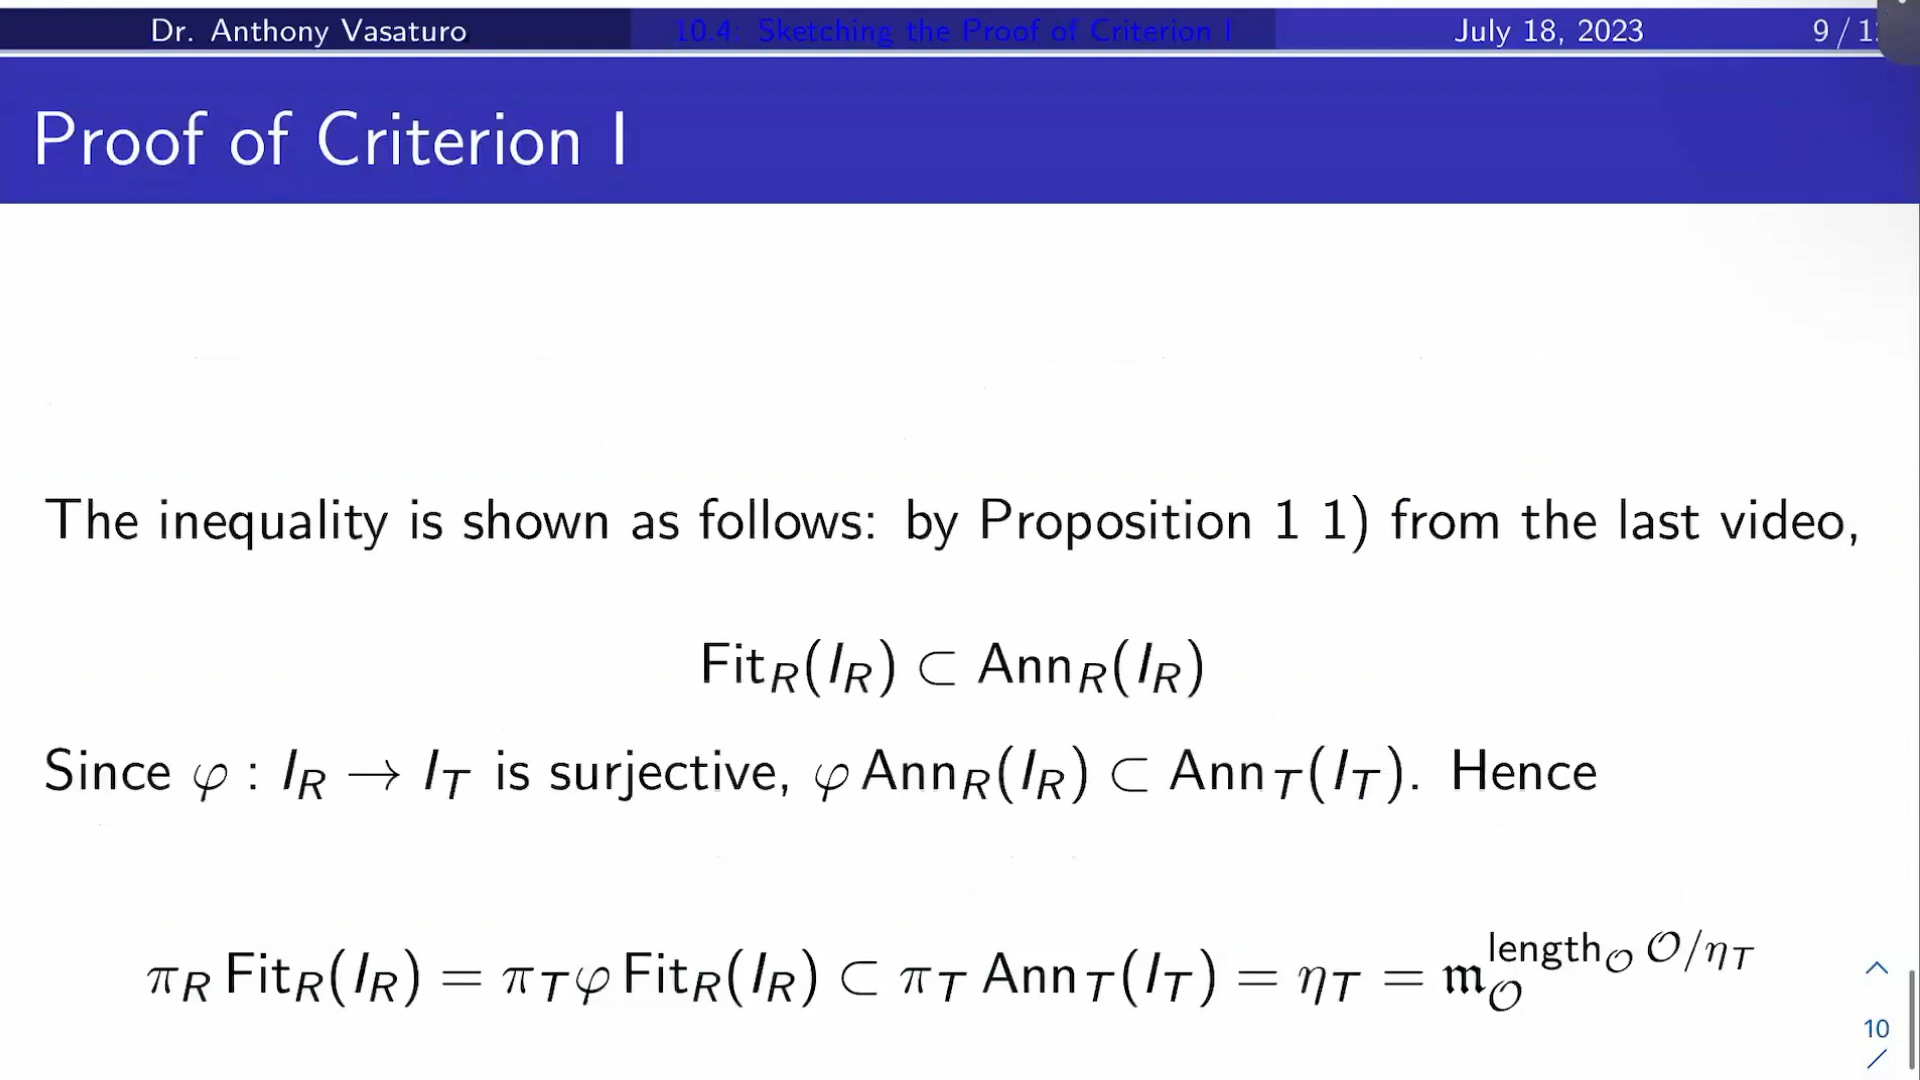 Dr. Anthony Vasaturo 10.4: Sketching the Proof of Criterion I July 18, 2023 9 / 1
Proof of Criterion I
The inequality is shown as follows: by Proposition 1 1) from the last video,
Fit_R(I_R) ⊂ Ann_R(I_R)
Since φ : I_R → I_T is surjective, φ Ann_R(I_R) ⊂ Ann_T(I_T). Hence
π_R Fit_R(I_R) = π_T φ Fit_R(I_R) ⊂ π_T Ann_T(I_T) = η_T = 𝔪_𝒪^{length_𝒪 𝒪/η_T}
10
/